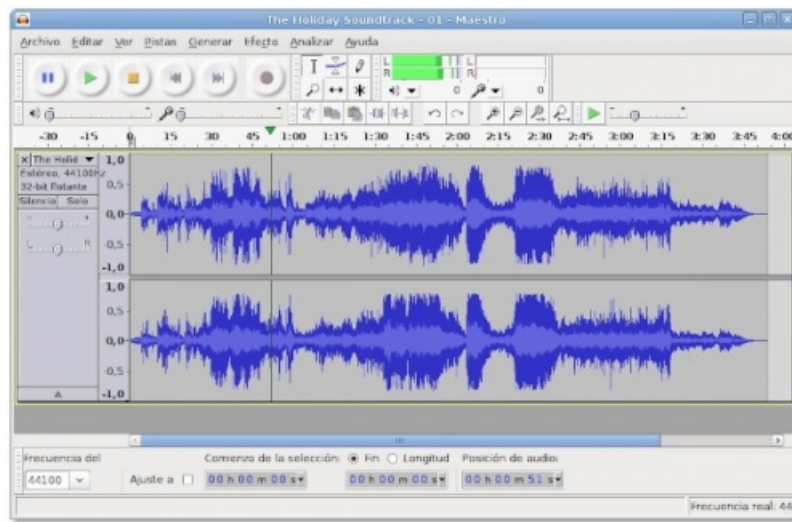 The Holiday Soundtrack - 01 - Maestro
Archivo Editar Ver Pistas Generar Efecto Analizar Ayuda
L
R
L
R
0 0
-30 -15 0 15 30 45 1:00 1:15 1:30 1:45 2:00 2:15 2:30 2:45 3:00 3:15 3:30 3:45 4:00
x The Holid
Estéreo, 44100Hz
32-bit Flotante
Silencio Solo
- +
L R
1,0
0,5
0,0
-0,5
-1,0
1,0
0,5
0,0
-0,5
-1,0
Frecuencia del Comienzo de la selección: Fin Longitud Posición de audio:
44100 Ajuste a 00 h 00 m 00 s 00 h 00 m 00 s 00 h 00 m 51 s
Frecuencia real: 44